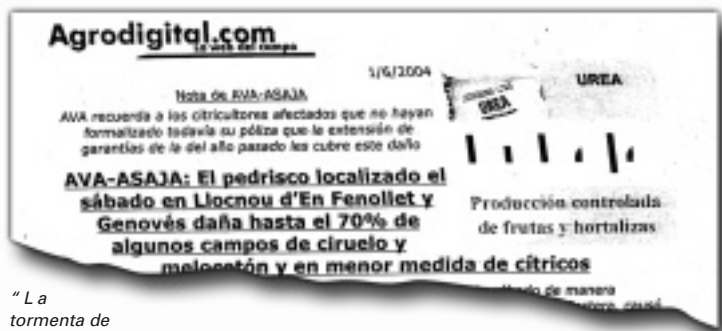 Agrodigital.com
La web del campo
1/6/2004
Nota de AVA-ASAJA
AVA recuerda a los citricultores afectados que no hayan
formalizado todavía su póliza que la extensión de
garantías de la del año pasado les cubre este daño
AVA-ASAJA: El pedrisco localizado el
sábado en Llocnou d'En Fenollet y
Genovés daña hasta el 70% de
algunos campos de ciruelo y
melocotón y en menor medida de cítricos
de manera
causó
UREA
UREA
Producción controlada
de frutas y hortalizas
" L a
tormenta de